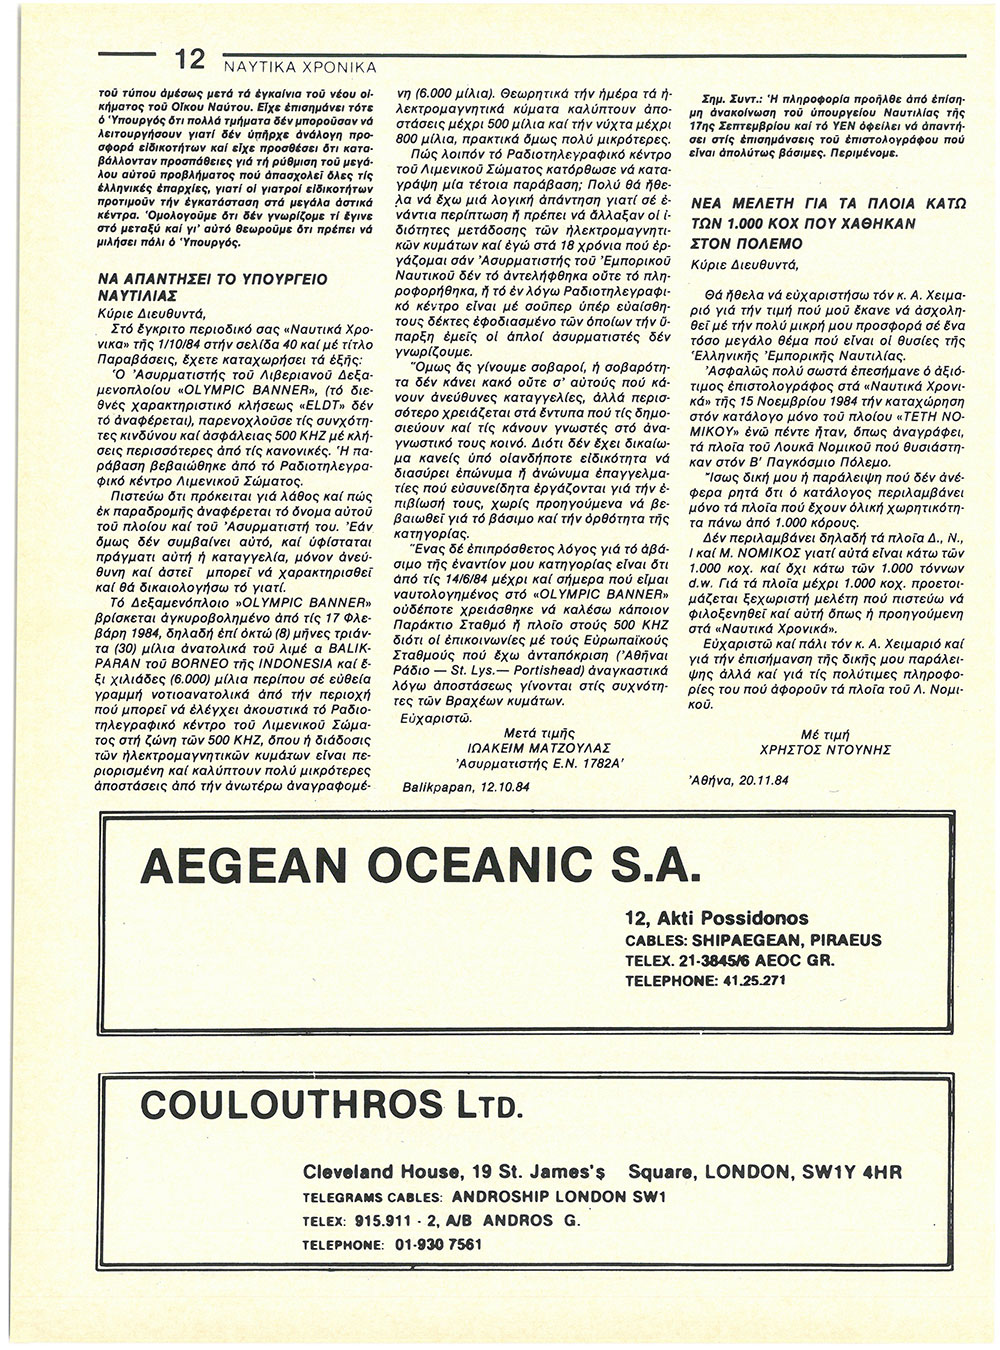 12
ΝΑΥΤΙΚΑ ΧΡΟΝΙΚΑ
τοῦ τύπου ἀμέσως μετά τά ἐγκαίνια τοῦ νέου οἰ-
κήματος τοῦ Οἴκου Ναύτου. Εἶχε ἐπισημάνει τότε
ὁ Ὑπουργός ὅτι πολλά τμήματα δέν μποροῦσαν νά
λειτουργήσουν γιατί δέν ὑπῆρχε ἀνάλογη προ-
σφορά εἰδικοτήτων καί εἶχε προσθέσει ὅτι κατα-
βάλλονταν προσπάθειες γιά τή ρύθμιση τοῦ μεγά-
λου αὐτοῦ προβλήματος πού ἀπασχολεῖ ὅλες τίς
ἑλληνικές ἐπαρχίες, γιατί οἱ γιατροί εἰδικοτήτων
προτιμοῦν τήν ἐγκατάσταση στά μεγάλα ἀστικά
κέντρα. Ὁμολογοῦμε ὅτι δέν γνωρίζομε τί ἔγινε
στό μεταξύ καί γι' αὐτό θεωροῦμε ὅτι πρέπει νά
μιλήσει πάλι ὁ Ὑπουργός.
ΝΑ ΑΠΑΝΤΗΣΕΙ ΤΟ ΥΠΟΥΡΓΕΙΟ
ΝΑΥΤΙΛΙΑΣ
Κύριε Διευθυντά,
Στό ἔγκριτο περιοδικό σας «Ναυτικά Χρο-
νικα» τῆς 1/10/84 στήν σελίδα 40 καί μέ τίτλο
Παραβάσεις, ἔχετε καταχωρήσει τά ἑξῆς:
Ὁ Ἀσυρματιστής τοῦ Λιβεριανοῦ Δεξα-
μενοπλοίου «OLYMPIC BANNER», (τό διε-
θνές χαρακτηριστικό κλήσεως «ELDT» δέν
τό ἀναφέρεται), παρενοχλοῦσε τίς συχνότη-
τες κινδύνου καί ἀσφάλειας 500 KHZ μέ κλή-
σεις περισσότερες ἀπό τίς κανονικές. Ἡ πα-
ράβαση βεβαιώθηκε ἀπό τό Ραδιοτηλεγρα-
φικό κέντρο Λιμενικοῦ Σώματος.
Πιστεύω ὅτι πρόκειται γιά λάθος καί πώς
ἐκ παραδρομῆς ἀναφέρεται τό ὄνομα αὐτοῦ
τοῦ πλοίου καί τοῦ Ἀσυρματιστή του. Ἐάν
ὅμως δέν συμβαίνει αὐτό, καί ὑφίσταται
πράγματι αὐτή ἡ καταγγελία, μόνον ἀνεύ-
θυνη καί ἀστεῖ μπορεῖ νά χαρακτηρισθεῖ
καί θά δικαιολογήσω τό γιατί.
Τό Δεξαμενόπλοιο »OLYMPIC BANNER»
βρίσκεται ἀγκυροβολημένο ἀπό τίς 17 Φλε-
βάρη 1984, δηλαδή ἐπί ὀκτώ (8) μῆνες τριάν-
τα (30) μίλια ἀνατολικά τοῦ λιμέ α BALIK-
PARAN τοῦ BORNEO τῆς INDONESIA καί ἕ-
ξι χιλιάδες (6.000) μίλια περίπου σέ εὐθεία
γραμμή νοτιοανατολικά ἀπό τήν περιοχή
πού μπορεῖ νά ἐλέγχει ἀκουστικά τό Ραδιο-
τηλεγραφικό κέντρο τοῦ Λιμενικοῦ Σώμα-
τος στή ζώνη τῶν 500 KHZ, ὅπου ἡ διάδοσις
τῶν ἠλεκτρομαγνητικῶν κυμάτων εἶναι πε-
ριορισμένη καί καλύπτουν πολύ μικρότερες
ἀποστάσεις ἀπό τήν ἀνωτέρω ἀναγραφομέ-
νη (6.000 μίλια). Θεωρητικά τήν ἡμέρα τά ἠ-
λεκτρομαγνητικά κύματα καλύπτουν ἀπο-
στάσεις μέχρι 500 μίλια καί τήν νύχτα μέχρι
800 μίλια, πρακτικά ὅμως πολύ μικρότερες.
Πώς λοιπόν τό Ραδιοτηλεγραφικό κέντρο
τοῦ Λιμενικοῦ Σώματος κατόρθωσε νά κατα-
γράψη μία τέτοια παράβαση; Πολύ θά ἤθε-
λα νά ἔχω μιά λογική ἀπάντηση γιατί σέ ἐ-
νάντια περίπτωση ἤ πρέπει νά ἄλλαξαν οἱ ἰ-
διότητες μετάδοσης τῶν ἠλεκτρομαγνητι-
κῶν κυμάτων καί ἐγώ στά 18 χρόνια πού ἐρ-
γάζομαι σάν Ἀσυρματιστής τοῦ Ἐμπορικοῦ
Ναυτικοῦ δέν τό ἀντελήφθηκα οὔτε τό πλη-
ροφορήθηκα, ἤ τό ἐν λόγω Ραδιοτηλεγραφι-
κό κέντρο εἶναι μέ σοῦπερ ὑπέρ εὐαίσθη-
τους δέκτες ἐφοδιασμένο τῶν ὁποίων τήν ὕ-
παρξη ἐμεῖς οἱ ἁπλοί ἀσυρματιστές δέν
γνωρίζουμε.
Ὅμως ἄς γίνουμε σοβαροί, ἡ σοβαρότη-
τα δέν κάνει κακό οὔτε σ' αὐτούς πού κά-
νουν ἀνεύθυνες καταγγελίες, ἀλλά περισ-
σότερο χρειάζεται στά ἔντυπα πού τίς δημο-
σιεύουν καί τίς κάνουν γνωστές στό ἀνα-
γνωστικό τους κοινό. Διότι δέν ἔχει δικαίω-
μα κανείς ὑπό οἱανδήποτε εἰδικότητα νά
διασύρει ἐπώνυμα ἤ ἀνώνυμα ἐπαγγελμα-
τίες πού εὐσυνείδητα ἐργάζονται γιά τήν ἐ-
πιβίωσή τους, χωρίς προηγούμενα νά βε-
βαιωθεῖ γιά τό βάσιμο καί τήν ὀρθότητα τῆς
κατηγορίας.
Ἕνας δέ ἐπιπρόσθετος λόγος γιά τό ἀβά-
σιμο τῆς ἐναντίον μου κατηγορίας εἶναι ὅτι
ἀπό τίς 14/6/84 μέχρι καί σήμερα πού εἶμαι
ναυτολογημένος στό «OLYMPIC BANNER»
οὐδέποτε χρειάσθηκε νά καλέσω κάποιον
Παράκτιο Σταθμό ἤ πλοῖο στούς 500 KHZ
διότι οἱ ἐπικοινωνίες μέ τούς Εὐρωπαϊκούς
Σταθμούς πού ἔχω ἀνταπόκριση (Ἀθῆναι
Ράδιο — St. Lys.— Portishead) ἀναγκαστικά
λόγω ἀποστάσεως γίνονται στίς συχνότη-
τες τῶν Βραχέων κυμάτων.
Εὐχαριστῶ.
Μετά τιμῆς
ΙΩΑΚΕΙΜ ΜΑΤΖΟΥΛΑΣ
Ἀσυρματιστής Ε.Ν. 1782Α'
Balikpapan, 12.10.84
Σημ. Συντ.: Ἡ πληροφορία προῆλθε ἀπό ἐπίση-
μη ἀνακοίνωση τοῦ ὑπουργείου Ναυτιλίας τῆς
17ης Σεπτεμβρίου καί τό ΥΕΝ ὀφείλει νά ἀπαντή-
σει στίς ἐπισημάνσεις τοῦ ἐπιστολογράφου πού
εἶναι ἀπολύτως βάσιμες. Περιμένομε.
ΝΕΑ ΜΕΛΕΤΗ ΓΙΑ ΤΑ ΠΛΟΙΑ ΚΑΤΩ
ΤΩΝ 1.000 ΚΟΧ ΠΟΥ ΧΑΘΗΚΑΝ
ΣΤΟΝ ΠΟΛΕΜΟ
Κύριε Διευθυντά,
Θά ἤθελα νά εὐχαριστήσω τόν κ. Α. Χειμα-
ριό γιά τήν τιμή πού μοῦ ἔκανε νά ἀσχολη-
θεῖ μέ τήν πολύ μικρή μου προσφορά σέ ἕνα
τόσο μεγάλο θέμα πού εἶναι οἱ θυσίες τῆς
Ἑλληνικῆς Ἐμπορικῆς Ναυτιλίας.
Ἀσφαλῶς πολύ σωστά ἐπεσήμανε ὁ ἀξιό-
τιμος ἐπιστολογράφος στά «Ναυτικά Χρονι-
κά» τῆς 15 Νοεμβρίου 1984 τήν καταχώρηση
στόν κατάλογο μόνο τοῦ πλοίου «ΤΕΤΗ ΝΟ-
ΜΙΚΟΥ» ἐνῶ πέντε ἦταν, ὅπως ἀναγράφει,
τά πλοῖα τοῦ Λουκᾶ Νομικοῦ πού θυσιάστη-
καν στόν Β' Παγκόσμιο Πόλεμο.
Ἴσως δική μου ἡ παράλειψη πού δέν ἀνέ-
φερα ρητά ὅτι ὁ κατάλογος περιλαμβάνει
μόνο τά πλοῖα πού ἔχουν ὁλική χωρητικότη-
τα πάνω ἀπό 1.000 κόρους.
Δέν περιλαμβάνει δηλαδή τά πλοῖα Δ., Ν.,
Ι καί Μ. ΝΟΜΙΚΟΣ γιατί αὐτά εἶναι κάτω τῶν
1.000 κοχ. καί ὄχι κάτω τῶν 1.000 τόννων
d.w. Γιά τά πλοῖα μέχρι 1.000 κοχ. προετοι-
μάζεται ξεχωριστή μελέτη πού πιστεύω νά
φιλοξενηθεῖ καί αὐτή ὅπως ἡ προηγούμενη
στά «Ναυτικά Χρονικά».
Εὐχαριστῶ καί πάλι τόν κ. Α. Χειμαριό καί
γιά τήν ἐπισήμανση τῆς δικῆς μου παράλει-
ψης ἀλλά καί γιά τίς πολύτιμες πληροφο-
ρίες του πού ἀφοροῦν τά πλοῖα τοῦ Λ. Νομι-
κοῦ.
Μέ τιμή
ΧΡΗΣΤΟΣ ΝΤΟΥΝΗΣ
Ἀθήνα, 20.11.84
AEGEAN OCEANIC S.A.
12, Akti Possidonos
CABLES: SHIPAEGEAN, PIRAEUS
TELEX. 21-3845/6 AEOC GR.
TELEPHONE: 41.25.271
COULOUTHROS LTD.
Cleveland House, 19 St. James's Square, LONDON, SW1Y 4HR
TELEGRAMS CABLES: ANDROSHIP LONDON SW1
TELEX: 915.911 - 2, A/B ANDROS G.
TELEPHONE: 01-930 7561